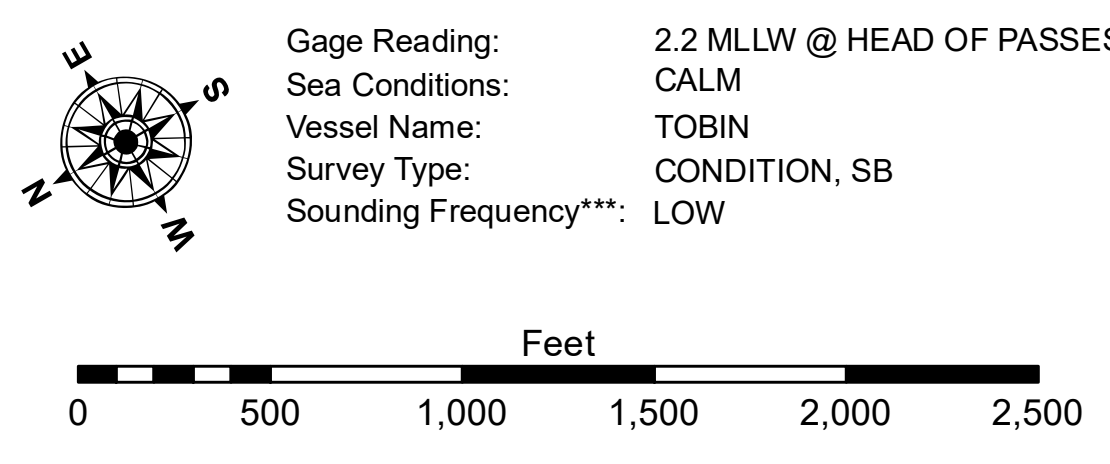 E
S
N
W
Gage Reading: 2.2 MLLW @ HEAD OF PASSES
Sea Conditions: CALM
Vessel Name: TOBIN
Survey Type: CONDITION, SB
Sounding Frequency***: LOW
Feet
0 500 1,000 1,500 2,000 2,500